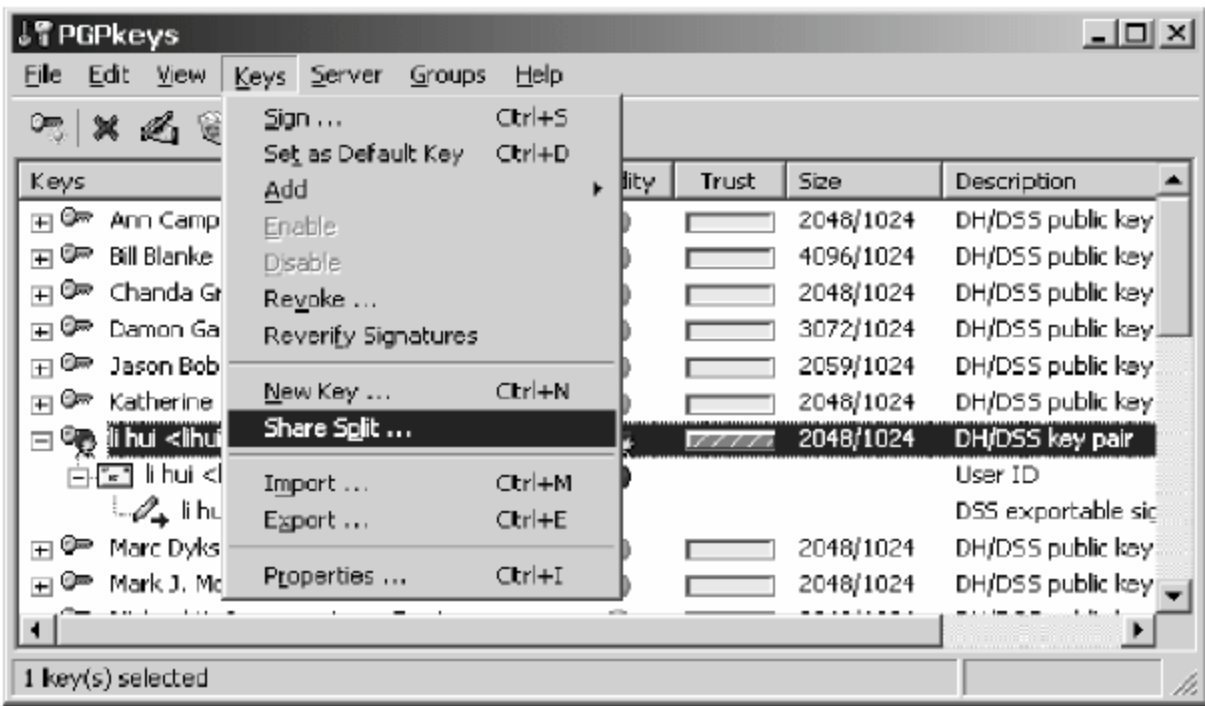 PGPkeys
File Edit View Keys Server Groups Help
Sign ... Ctrl+S
Set as Default Key Ctrl+D
Add
Enable
Disable
Revoke ...
Reverify Signatures
New Key ... Ctrl+N
Share Split ...
Import ... Ctrl+M
Export ... Ctrl+E
Properties ... Ctrl+I
Keys lity Trust Size Description
Ann Camp 2048/1024 DH/DSS public key
Bill Blanke 4096/1024 DH/DSS public key
Chanda Gr 2048/1024 DH/DSS public key
Damon Ga 3072/1024 DH/DSS public key
Jason Bob 2059/1024 DH/DSS public key
Katherine 2048/1024 DH/DSS public key
li hui <lihui 2048/1024 DH/DSS key pair
li hui <l User ID
li hu DSS exportable sig
Marc Dyks 2048/1024 DH/DSS public key
Mark J. Mc 2048/1024 DH/DSS public key
1 key(s) selected